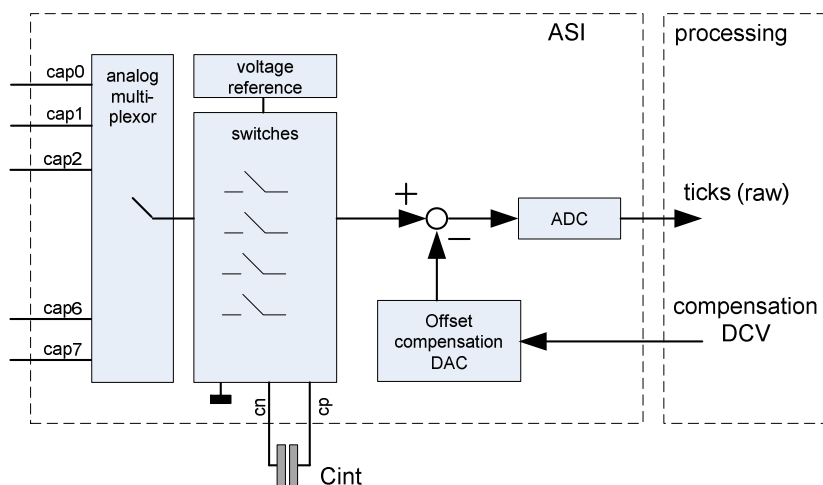 ASI
processing
cap0
cap1
cap2
cap6
cap7
analog
multi-
plexor
voltage
reference
switches
+
−
ADC
ticks (raw)
Offset
compensation
DAC
compensation
DCV
cn
cp
Cint